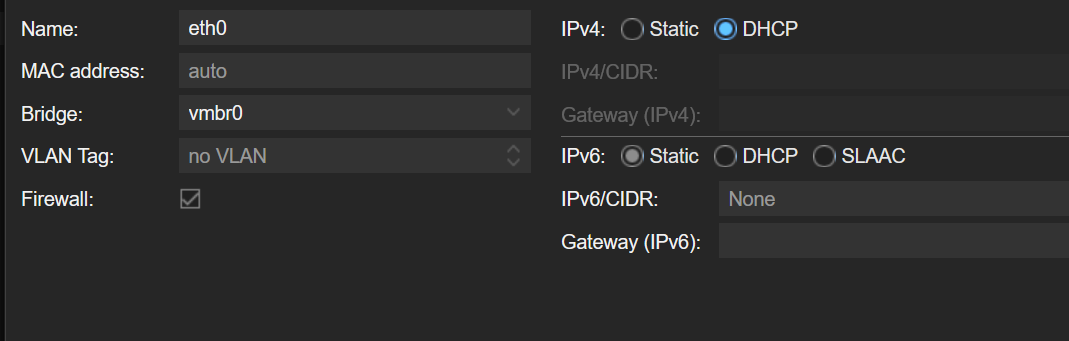 Name: eth0
MAC address: auto
Bridge: vmbr0
VLAN Tag: no VLAN
Firewall:
IPv4: Static DHCP
IPv4/CIDR:
Gateway (IPv4):
IPv6: Static DHCP SLAAC
IPv6/CIDR: None
Gateway (IPv6):